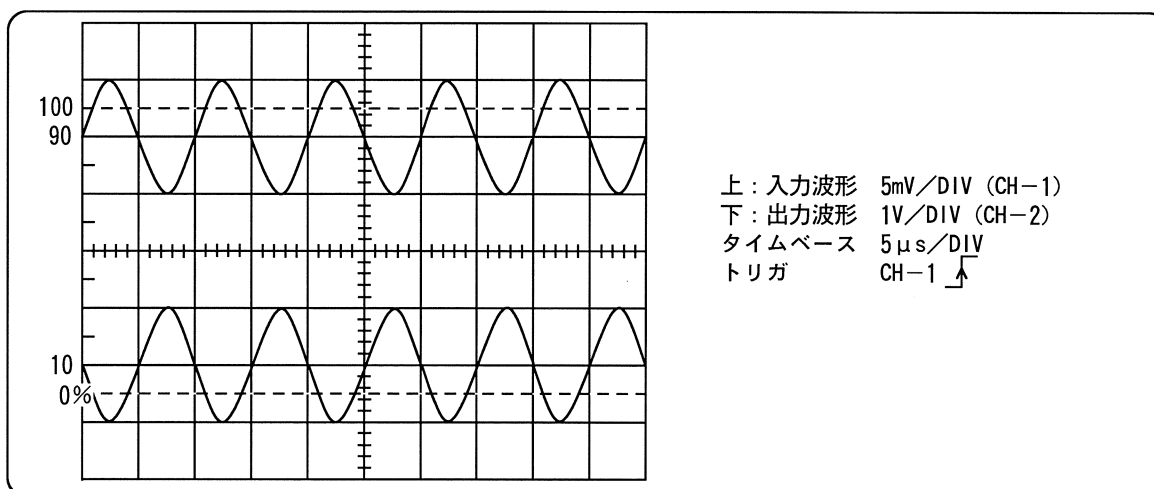 100
90
10
0%
上：入力波形 5mV／DIV（CH－1）
下：出力波形 1V／DIV（CH－2）
タイムベース 5μs／DIV
トリガ CH－1